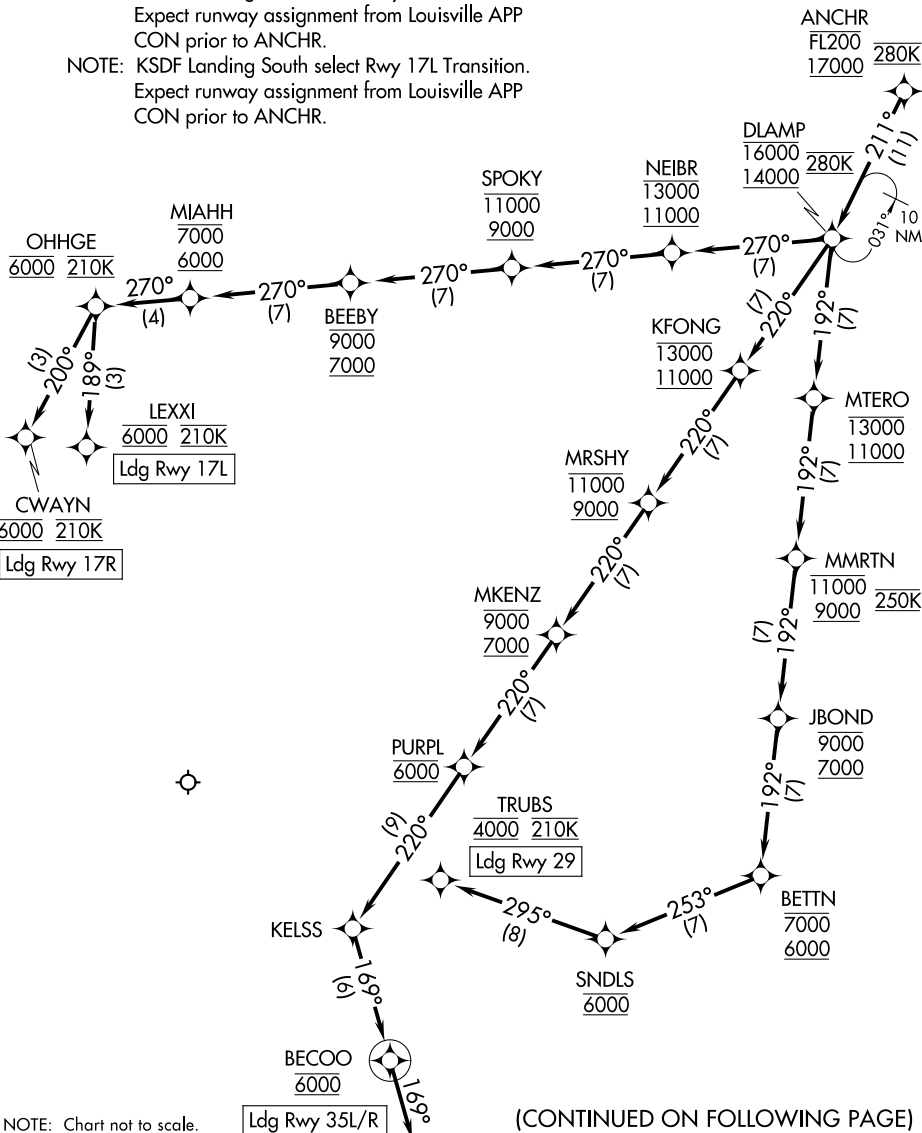 Expect runway assignment from Louisville APP
CON prior to ANCHR.
NOTE: KSDF Landing South select Rwy 17L Transition.
Expect runway assignment from Louisville APP
CON prior to ANCHR.
ANCHR
FL200
17000
280K
211°
(11)
DLAMP
16000
14000
280K
031°
10
NM
NEIBR
13000
11000
270°
(7)
SPOKY
11000
9000
270°
(7)
270°
(7)
BEEBY
9000
7000
MIAHH
7000
6000
270°
(7)
OHHGE
6000 210K
270°
(4)
200°
(3)
189°
(3)
LEXXI
6000 210K
Ldg Rwy 17L
CWAYN
6000 210K
Ldg Rwy 17R
(7)
220°
KFONG
13000
11000
220°
(7)
MRSHY
11000
9000
220°
(7)
MKENZ
9000
7000
220°
(7)
PURPL
6000
(9)
220°
KELSS
169°
(6)
BECOO
6000
Ldg Rwy 35L/R
169°
192°
(7)
MTERO
13000
11000
192°
(7)
MMRTN
11000
9000
250K
(7)
192°
JBOND
9000
7000
192°
(7)
BETTN
7000
6000
253°
(7)
SNDLS
6000
295°
(8)
TRUBS
4000 210K
Ldg Rwy 29
NOTE: Chart not to scale.
(CONTINUED ON FOLLOWING PAGE)